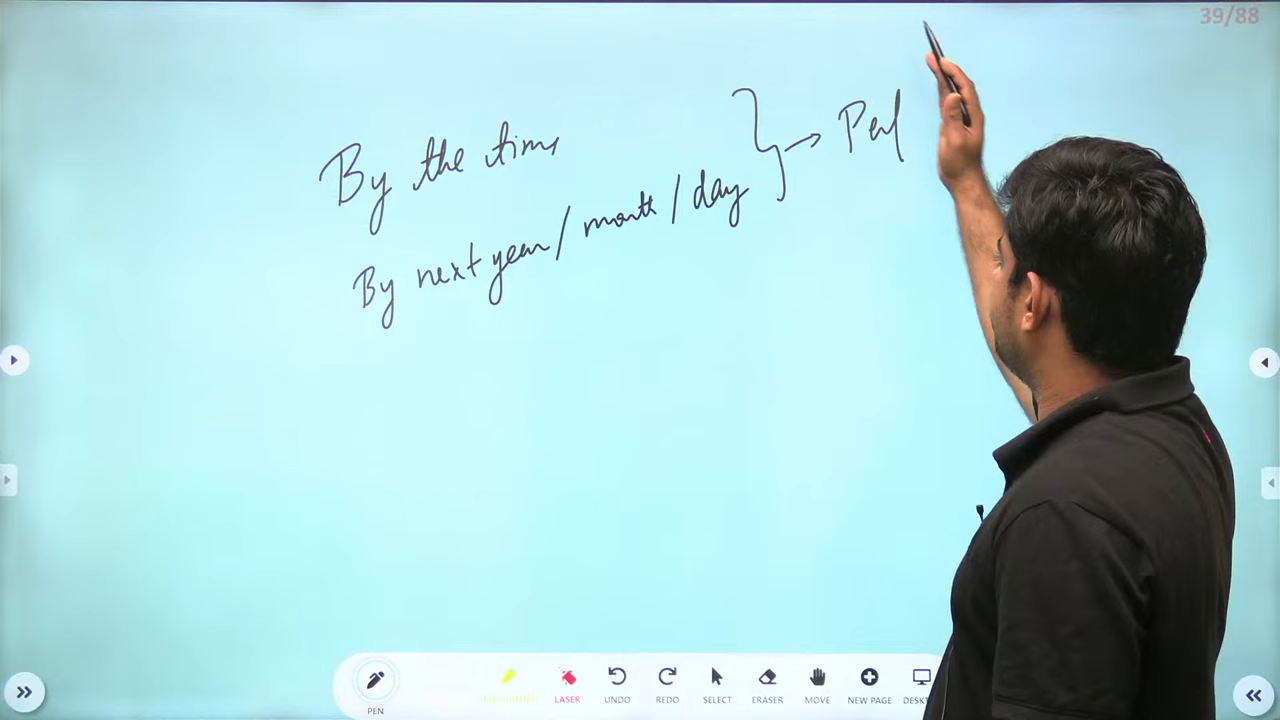 39/88
By the time
By next year/month/day
→ Perf
PEN
LASER
UNDO
REDO
SELECT
ERASER
MOVE
NEW PAGE
DESK